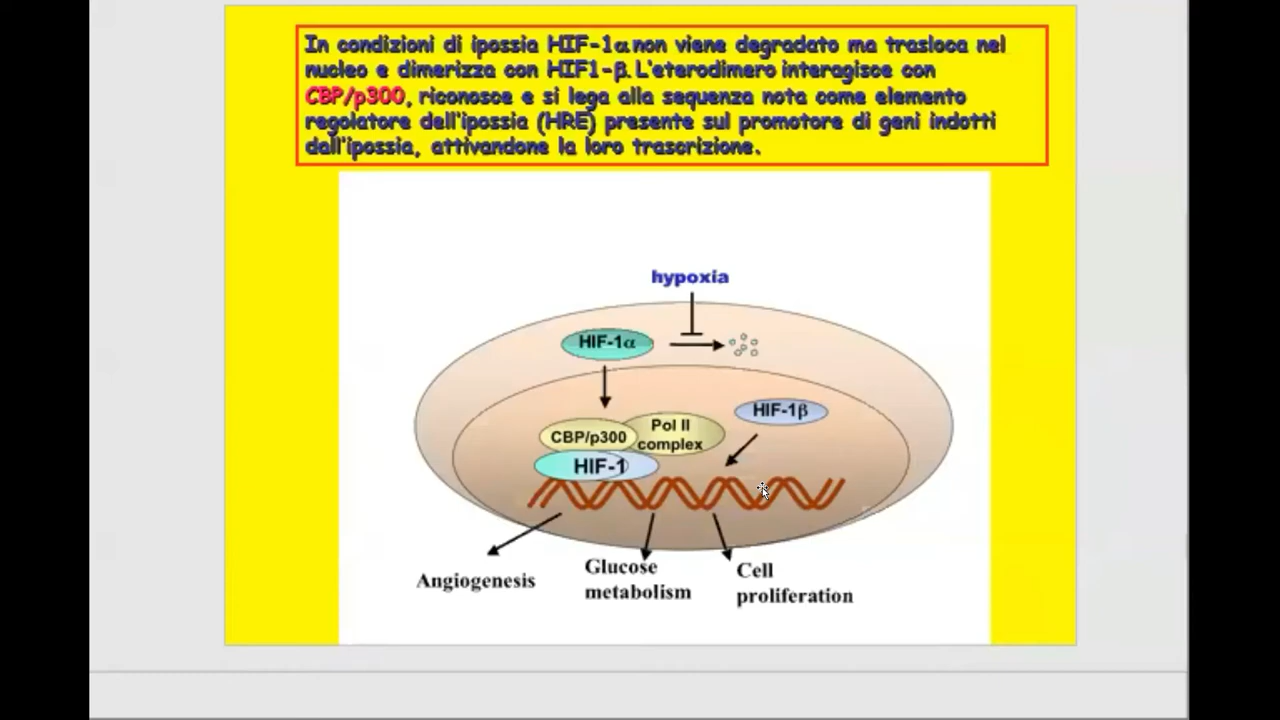 In condizioni di ipossia HIF-1α non viene degradato ma trasloca nel
nucleo e dimerizza con HIF1-β. L'eterodimero interagisce con
CBP/p300, riconosce e si lega alla sequenza nota come elemento
regolatore dell'ipossia (HRE) presente sul promotore di geni indotti
dall'ipossia, attivandone la loro trascrizione.
hypoxia
HIF-1α
HIF-1β
Pol II
complex
CBP/p300
HIF-1
Angiogenesis
Glucose
metabolism
Cell
proliferation